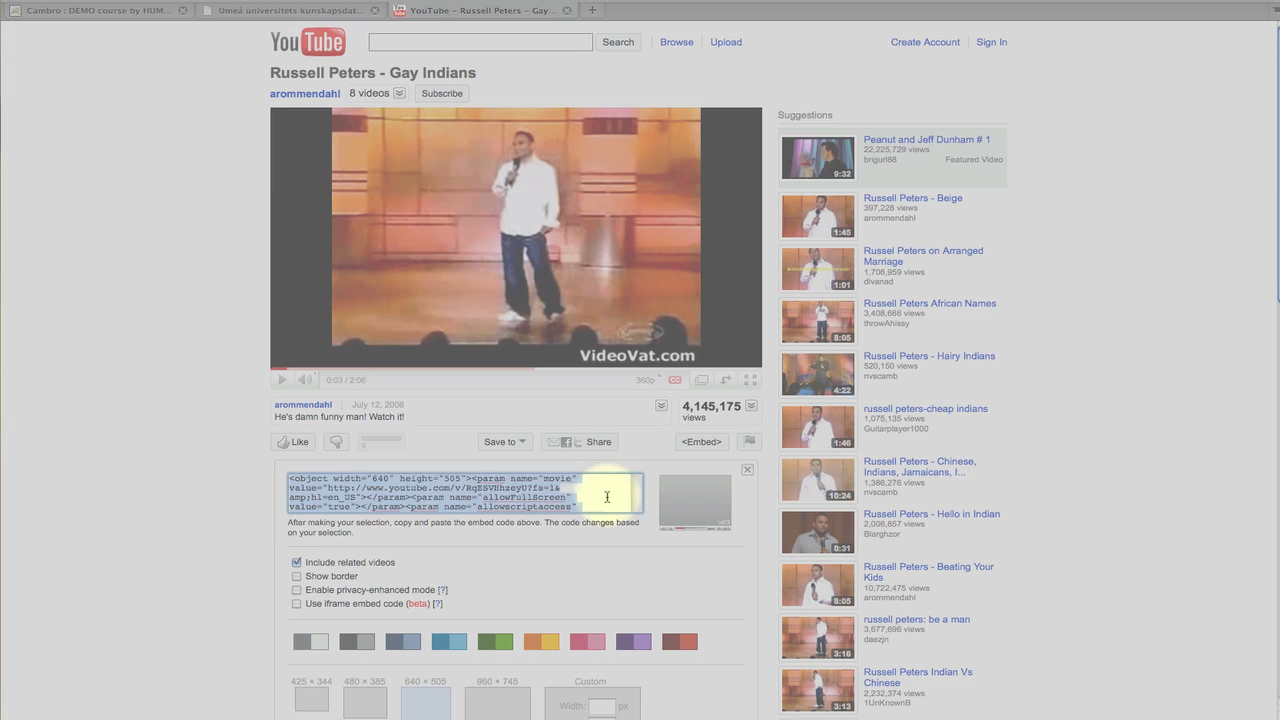 Cambro : DEMO course by HUM...
Umeå universitets kunskapsdat...
YouTube - Russell Peters - Gay...
YouTube
Search
Browse
Upload
Create Account
Sign In
Russell Peters - Gay Indians
arommendahl 8 videos
Subscribe
VideoVat.com
0:03 / 2:06
360p
CC
arommendahl | July 12, 2006
He's damn funny man! Watch it!
4,145,175
views
Like
Save to
Share
<Embed>
<object width="640" height="505"><param name="movie"
value="http://www.youtube.com/v/RqESVHhzeyU?fs=1&
amp;hl=en_US"></param><param name="allowFullScreen"
value="true"></param><param name="allowscriptaccess"
After making your selection, copy and paste the embed code above. The code changes based
on your selection.
Include related videos
Show border
Enable privacy-enhanced mode [?]
Use iframe embed code (beta) [?]
425 × 344
480 × 385
640 × 505
960 × 745
Custom
Width:
px
Suggestions
Peanut and Jeff Dunham # 1
22,225,729 views
brigurl88
Featured Video
9:32
Russell Peters - Beige
397,228 views
arommendahl
1:45
Russel Peters on Arranged
Marriage
1,706,959 views
divanad
1:01
Russell Peters African Names
3,408,666 views
throwAhissy
8:05
Russell Peters - Hairy Indians
520,150 views
nvscamb
4:22
russell peters-cheap indians
1,075,135 views
Guitarplayer1000
1:46
Russell Peters - Chinese,
Indians, Jamaicans, I...
1,386,276 views
nvscamb
10:24
Russell Peters - Hello in Indian
2,006,857 views
Blarghzor
0:31
Russell Peters - Beating Your
Kids
10,722,475 views
arommendahl
8:05
russell peters: be a man
3,677,696 views
daezjn
3:16
Russell Peters Indian Vs
Chinese
2,232,374 views
1UnKnownB
3:13